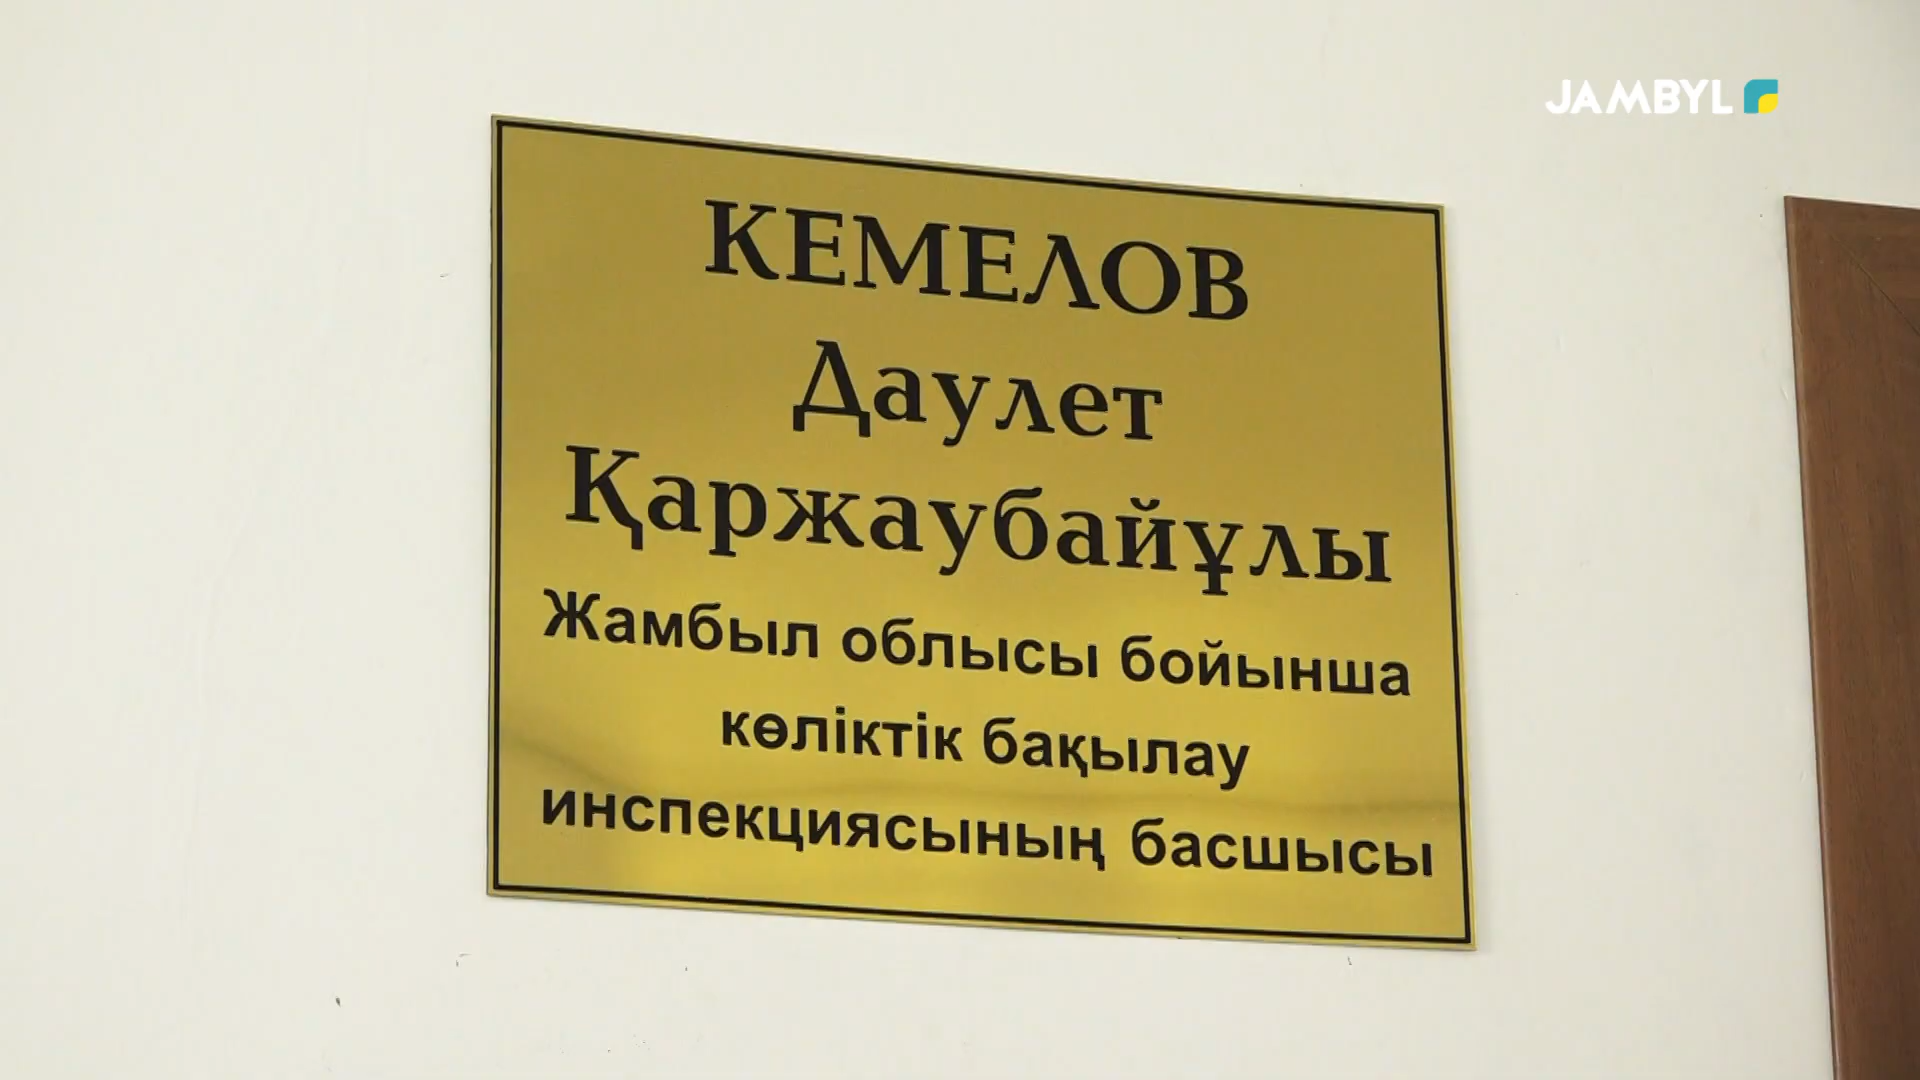 JAMBYL
КЕМЕЛОВ
Даулет
Қаржаубайұлы
Жамбыл облысы бойынша
көліктік бақылау
инспекциясының басшысы